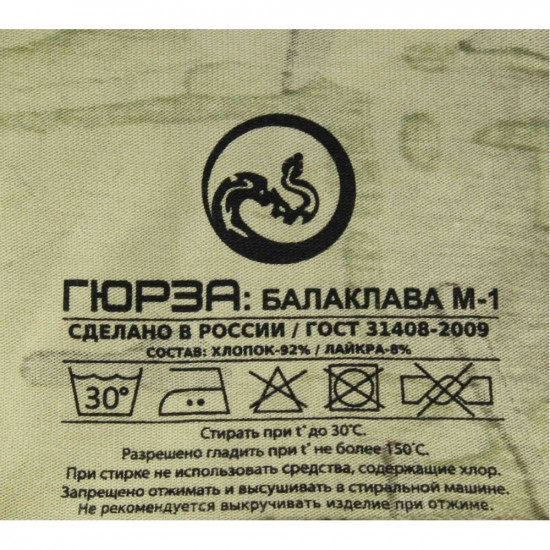 ГЮРЗА: БАЛАКЛАВА М-1
СДЕЛАНО В РОССИИ / ГОСТ 31408-2009
СОСТАВ: ХЛОПОК-92% / ЛАЙКРА-8%
30°
Стирать при t° до 30°С.
Разрешено гладить при t° не более 150°С.
При стирке не использовать средства, содержащие хлор.
Запрещено отжимать и высушивать в стиральной машине.
Не рекомендуется выкручивать изделие при отжиме.